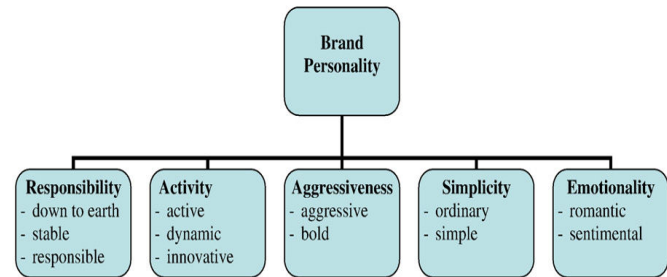 Brand
Personality
Responsibility
- down to earth
- stable
- responsible
Activity
- active
- dynamic
- innovative
Aggressiveness
- aggressive
- bold
Simplicity
- ordinary
- simple
Emotionality
- romantic
- sentimental